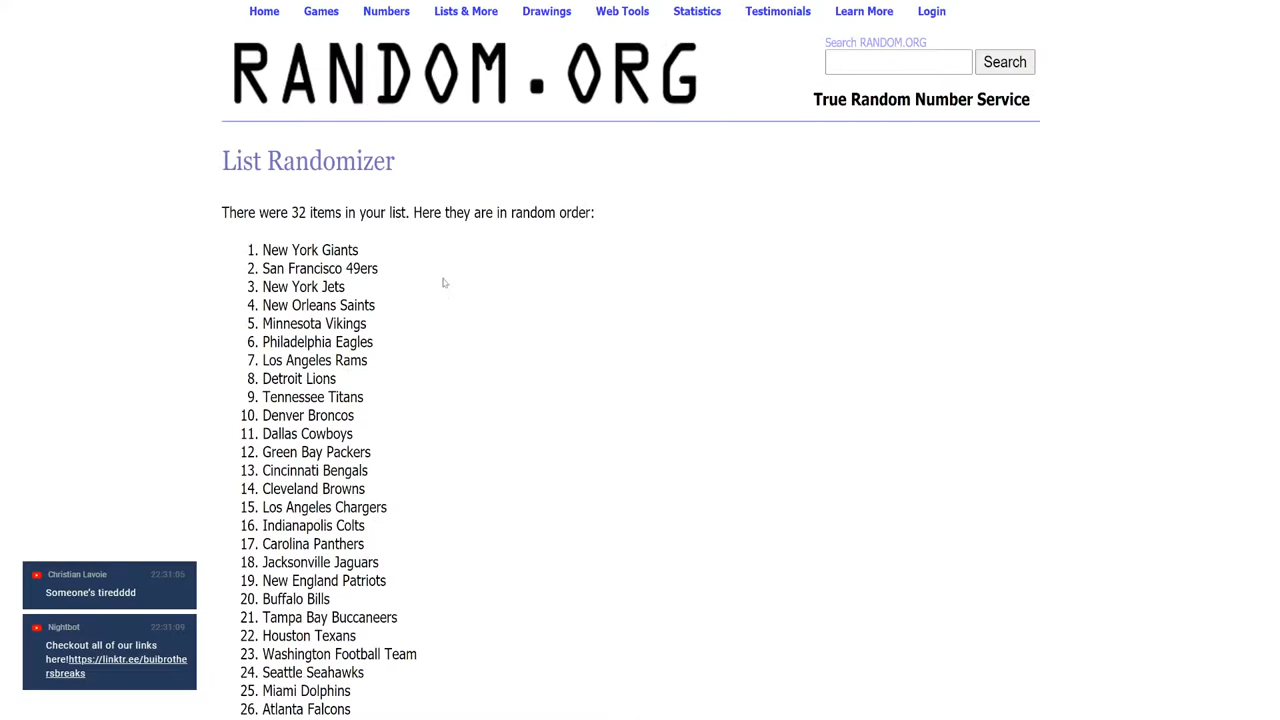 Home Games Numbers Lists & More Drawings Web Tools Statistics Testimonials Learn More Login
RANDOM.ORG
Search RANDOM.ORG
Search
True Random Number Service
List Randomizer
There were 32 items in your list. Here they are in random order:
1. New York Giants
2. San Francisco 49ers
3. New York Jets
4. New Orleans Saints
5. Minnesota Vikings
6. Philadelphia Eagles
7. Los Angeles Rams
8. Detroit Lions
9. Tennessee Titans
10. Denver Broncos
11. Dallas Cowboys
12. Green Bay Packers
13. Cincinnati Bengals
14. Cleveland Browns
15. Los Angeles Chargers
16. Indianapolis Colts
17. Carolina Panthers
18. Jacksonville Jaguars
19. New England Patriots
20. Buffalo Bills
21. Tampa Bay Buccaneers
22. Houston Texans
23. Washington Football Team
24. Seattle Seahawks
25. Miami Dolphins
26. Atlanta Falcons
Christian Lavoie 22:31:05
Someone's tiredddd
Nightbot 22:31:09
Checkout all of our links
here!https://linktr.ee/buibrothe
rsbreaks